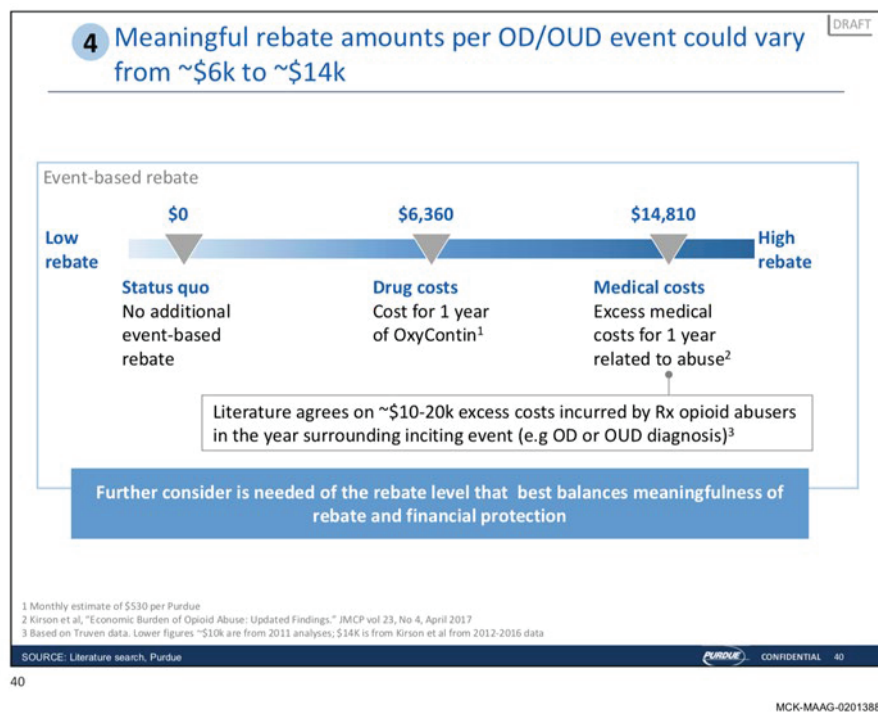 DRAFT
4 Meaningful rebate amounts per OD/OUD event could vary
from ~$6k to ~$14k
Event-based rebate
$0 $6,360 $14,810
Low
rebate
High
rebate
Status quo
No additional
event-based
rebate
Drug costs
Cost for 1 year
of OxyContin1
Medical costs
Excess medical
costs for 1 year
related to abuse2
Literature agrees on ~$10-20k excess costs incurred by Rx opioid abusers
in the year surrounding inciting event (e.g OD or OUD diagnosis)3
Further consider is needed of the rebate level that best balances meaningfulness of
rebate and financial protection
1 Monthly estimate of $530 per Purdue
2 Kirson et al, "Economic Burden of Opioid Abuse: Updated Findings." JMCP vol 23, No 4, April 2017
3 Based on Truven data. Lower figures ~$10k are from 2011 analyses; $14K is from Kirson et al from 2012-2016 data
SOURCE: Literature search, Purdue
PURDUE CONFIDENTIAL 40
40
MCK-MAAG-0201388